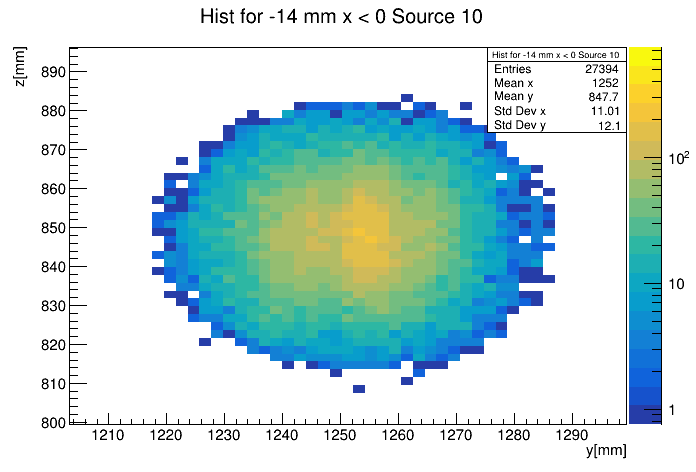 Hist for -14 mm x < 0 Source 10
z[mm]
Hist for -14 mm x < 0 Source 10
Entries 27394
Mean x 1252
Mean y 847.7
Std Dev x 11.01
Std Dev y 12.1
890
880
870
860
850
840
830
820
810
800
1210 1220 1230 1240 1250 1260 1270 1280 1290
y[mm]
10²
10
1